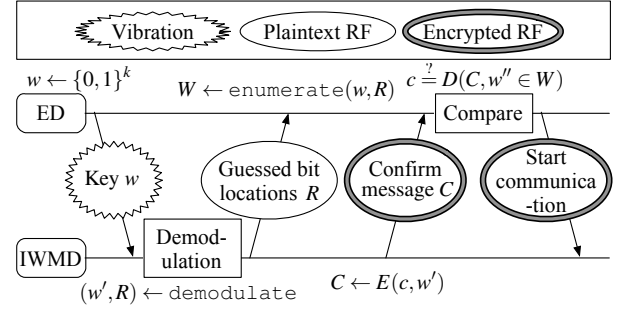 Vibration Plaintext RF Encrypted RF
w ← {0,1}^k W ← enumerate(w,R) c ≟ D(C,w'' ∈ W)
ED Compare
Key w
Guessed bit
locations R
Confirm
message C
Start
communica
-tion
IWMD
Demod-
ulation
(w',R) ← demodulate C ← E(c,w')